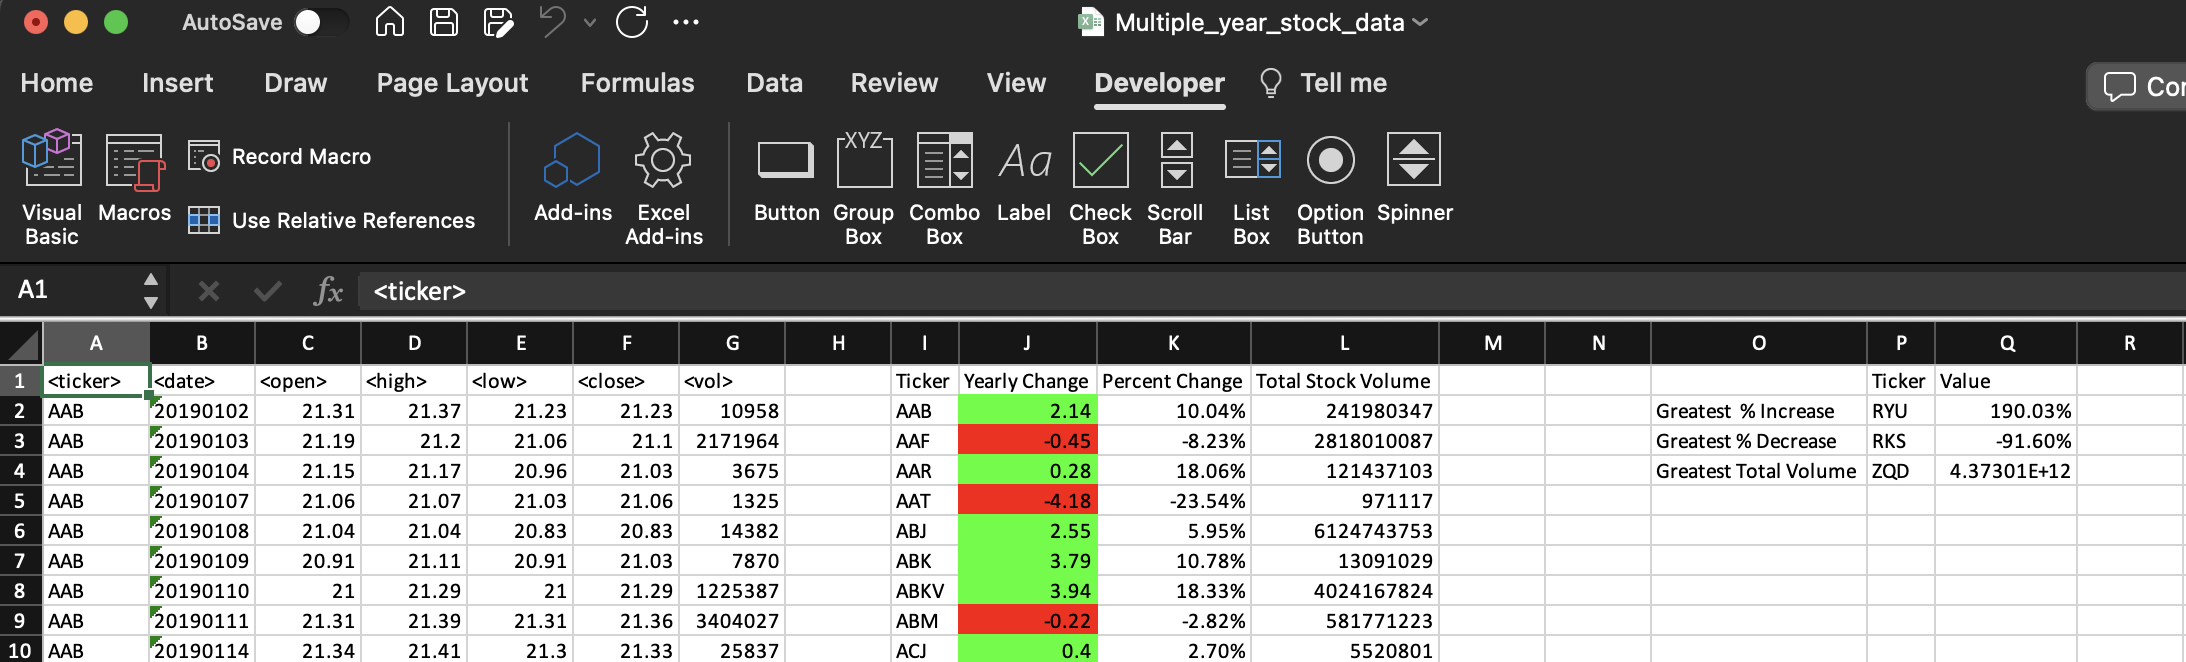 AutoSave
Multiple_year_stock_data
Home Insert Draw Page Layout Formulas Data Review View Developer Tell me
Record Macro
XYZ
Aa
Visual Basic
Macros
Use Relative References
Add-ins
Excel Add-ins
Button
Group Box
Combo Box
Label
Check Box
Scroll Bar
List Box
Option Button
Spinner
A1 fx <ticker>
A B C D E F G H I J K L M N O P Q R
1 <ticker> <date> <open> <high> <low> <close> <vol> Ticker Yearly Change Percent Change Total Stock Volume Ticker Value
2 AAB 20190102 21.31 21.37 21.23 21.23 10958 AAB 2.14 10.04% 241980347 Greatest % Increase RYU 190.03%
3 AAB 20190103 21.19 21.2 21.06 21.1 2171964 AAF -0.45 -8.23% 2818010087 Greatest % Decrease RKS -91.60%
4 AAB 20190104 21.15 21.17 20.96 21.03 3675 AAR 0.28 18.06% 121437103 Greatest Total Volume ZQD 4.37301E+12
5 AAB 20190107 21.06 21.07 21.03 21.06 1325 AAT -4.18 -23.54% 971117
6 AAB 20190108 21.04 21.04 20.83 20.83 14382 ABJ 2.55 5.95% 6124743753
7 AAB 20190109 20.91 21.11 20.91 21.03 7870 ABK 3.79 10.78% 13091029
8 AAB 20190110 21 21.29 21 21.29 1225387 ABKV 3.94 18.33% 4024167824
9 AAB 20190111 21.31 21.39 21.31 21.36 3404027 ABM -0.22 -2.82% 581771223
10 AAB 20190114 21.34 21.41 21.3 21.33 25837 ACJ 0.4 2.70% 5520801